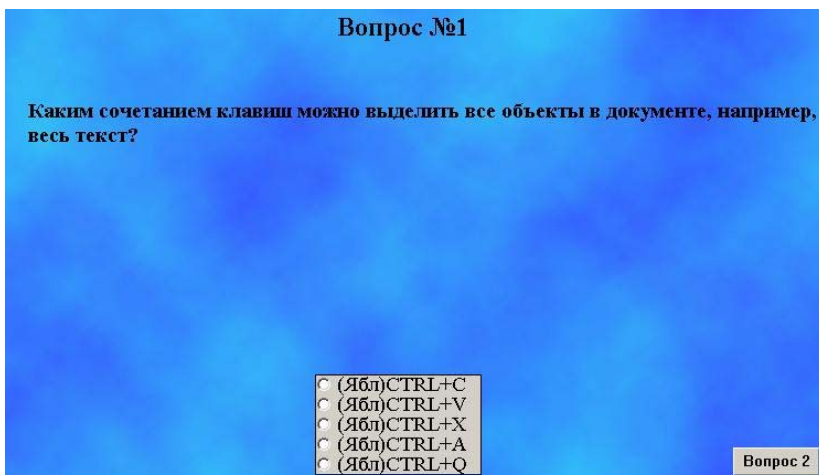 Вопрос №1
Каким сочетанием клавиш можно выделить все объекты в документе, например,
весь текст?
(Ябл)CTRL+C
(Ябл)CTRL+V
(Ябл)CTRL+X
(Ябл)CTRL+A
(Ябл)CTRL+Q
Вопрос 2